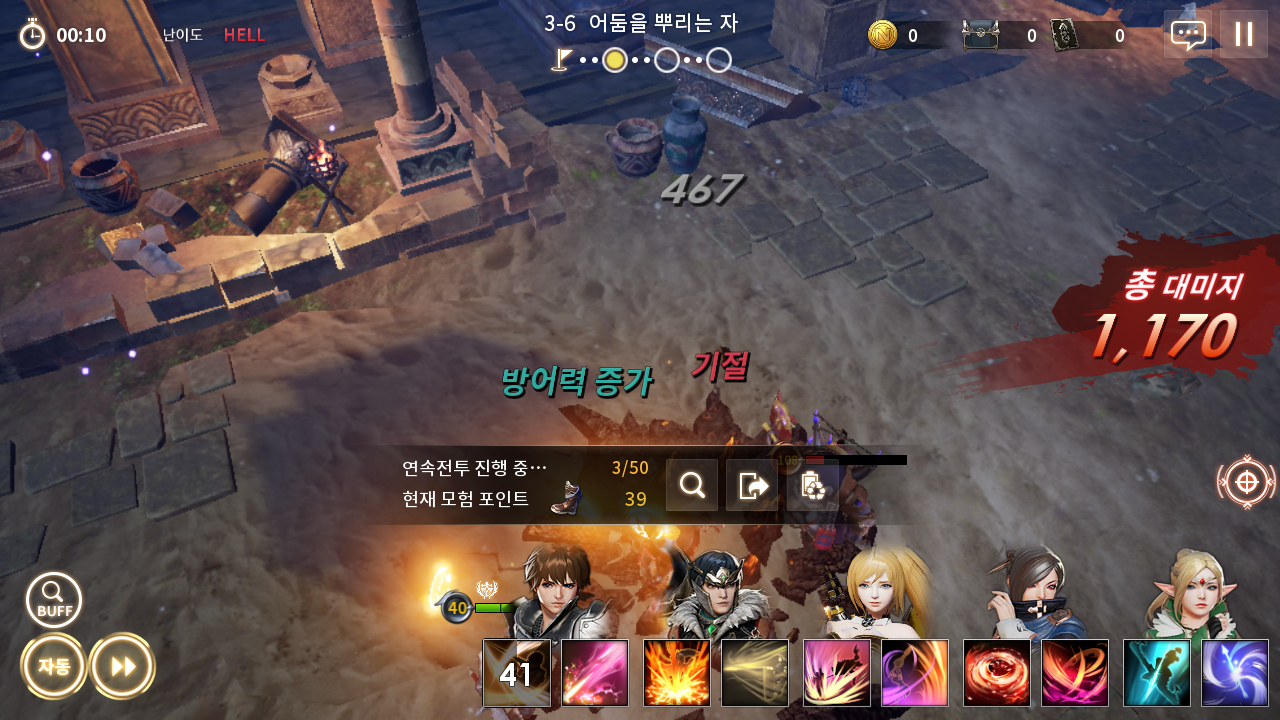 00:10
난이도 HELL
3-6 어둠을 뿌리는 자
0
0
0
467
총 대미지
1,170
방어력 증가
기절
연속전투 진행 중… 3/50
현재 모험 포인트 39
108
BUFF
40
자동
41